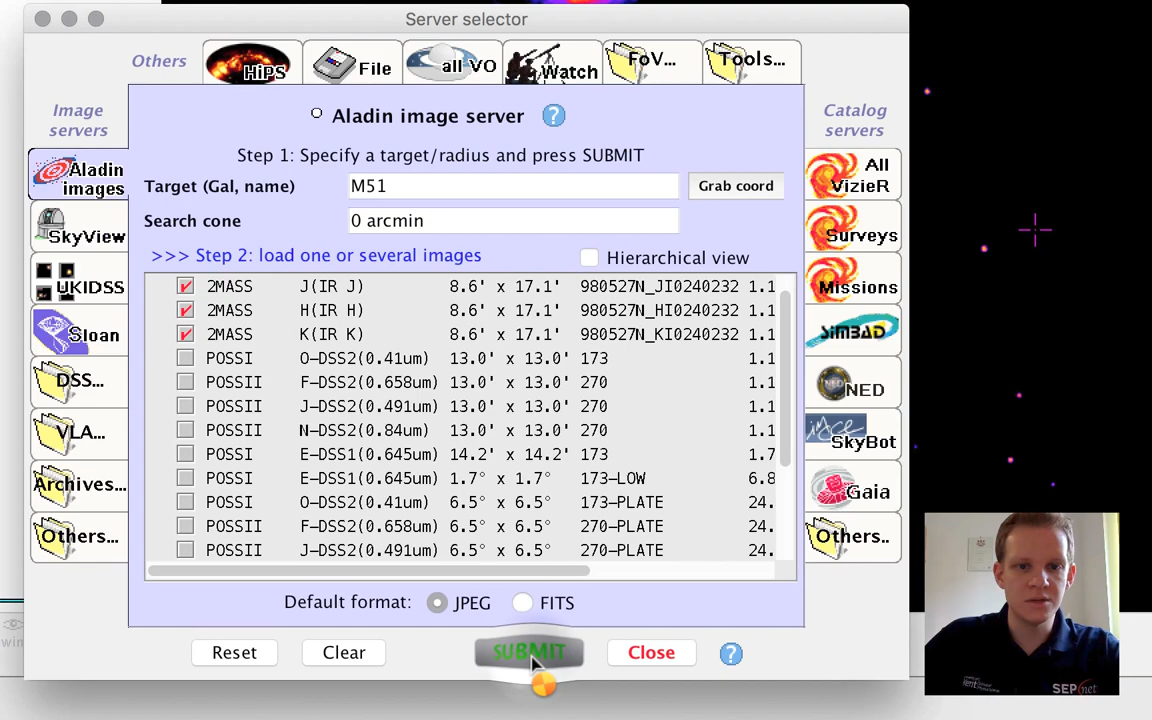 Server selector
Others
HiPS
File
all VO
Watch
FoV...
Tools...
Image servers
Catalog servers
Aladin images
SkyView
UKIDSS
Sloan
DSS...
VLA...
Archives...
Others...
Aladin image server ?
Step 1: Specify a target/radius and press SUBMIT
Target (Gal, name) M51 Grab coord
Search cone 0 arcmin
>>> Step 2: load one or several images Hierarchical view
2MASS J(IR J) 8.6' x 17.1' 980527N_JI0240232 1.1
2MASS H(IR H) 8.6' x 17.1' 980527N_HI0240232 1.1
2MASS K(IR K) 8.6' x 17.1' 980527N_KI0240232 1.1
POSSI O-DSS2(0.41um) 13.0' x 13.0' 173 1.1
POSSII F-DSS2(0.658um) 13.0' x 13.0' 270 1.1
POSSII J-DSS2(0.491um) 13.0' x 13.0' 270 1.1
POSSII N-DSS2(0.84um) 13.0' x 13.0' 270 1.1
POSSI E-DSS1(0.645um) 14.2' x 14.2' 173 1.7
POSSI E-DSS1(0.645um) 1.7° x 1.7° 173-LOW 6.8
POSSI O-DSS2(0.41um) 6.5° x 6.5° 173-PLATE 24.
POSSII F-DSS2(0.658um) 6.5° x 6.5° 270-PLATE 24.
POSSII J-DSS2(0.491um) 6.5° x 6.5° 270-PLATE 24.
Default format: JPEG FITS
Reset Clear SUBMIT Close ?
All VizieR
Surveys
Missions
SIMBAD
NED
SkyBot
Gaia
Others..
win
SEPnet